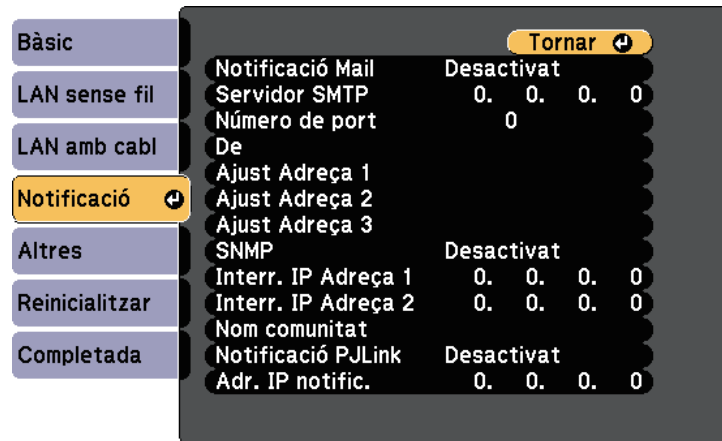 Bàsic
LAN sense fil
LAN amb cabl
Notificació
Altres
Reinicialitzar
Completada
Tornar
Notificació Mail Desactivat
Servidor SMTP 0. 0. 0. 0
Número de port 0
De
Ajust Adreça 1
Ajust Adreça 2
Ajust Adreça 3
SNMP Desactivat
Interr. IP Adreça 1 0. 0. 0. 0
Interr. IP Adreça 2 0. 0. 0. 0
Nom comunitat
Notificació PJLink Desactivat
Adr. IP notific. 0. 0. 0. 0